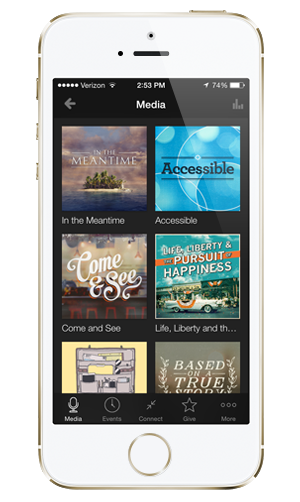 Verizon 2:53 PM 74%
Media
IN THE
MEANTIME
Accessible
In the Meantime
Accessible
Come
& See
LIFE, LIBERTY &
THE PURSUIT OF
HAPPINESS
Come and See
Life, Liberty and th...
BASED
ON A
TRUE
STORY
Media Events Connect Give More